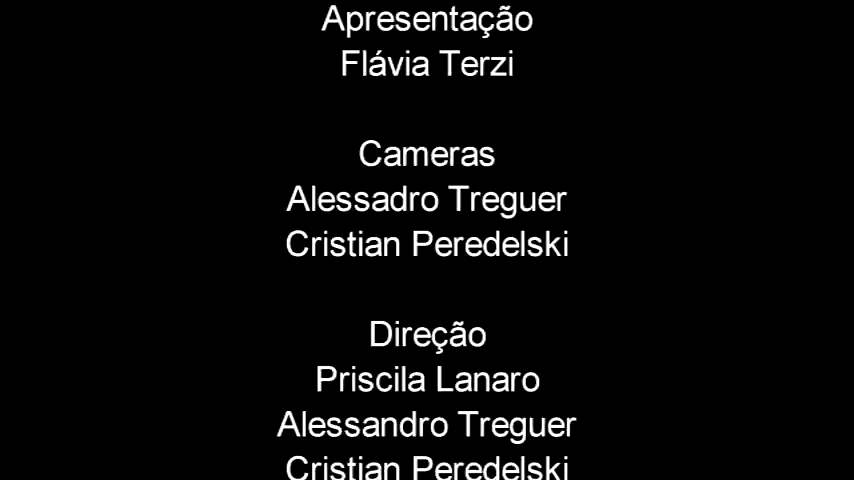 Apresentação
Flávia Terzi
Cameras
Alessadro Treguer
Cristian Peredelski
Direção
Priscila Lanaro
Alessandro Treguer
Cristian Peredelski